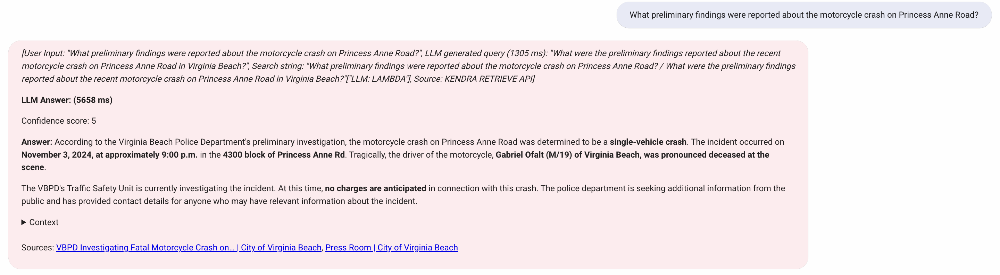 What preliminary findings were reported about the motorcycle crash on Princess Anne Road?
[User Input: "What preliminary findings were reported about the motorcycle crash on Princess Anne Road?", LLM generated query (1305 ms): "What were the preliminary findings reported about the recent
motorcycle crash on Princess Anne Road in Virginia Beach?", Search string: "What preliminary findings were reported about the motorcycle crash on Princess Anne Road? / What were the preliminary findings
reported about the recent motorcycle crash on Princess Anne Road in Virginia Beach?"["LLM: LAMBDA"], Source: KENDRA RETRIEVE API]
LLM Answer: (5658 ms)
Confidence score: 5
Answer: According to the Virginia Beach Police Department's preliminary investigation, the motorcycle crash on Princess Anne Road was determined to be a single-vehicle crash. The incident occurred on
November 3, 2024, at approximately 9:00 p.m. in the 4300 block of Princess Anne Rd. Tragically, the driver of the motorcycle, Gabriel Ofalt (M/19) of Virginia Beach, was pronounced deceased at the
scene.
The VBPD's Traffic Safety Unit is currently investigating the incident. At this time, no charges are anticipated in connection with this crash. The police department is seeking additional information from the
public and has provided contact details for anyone who may have relevant information about the incident.
▶ Context
Sources: VBPD Investigating Fatal Motorcycle Crash on… | City of Virginia Beach, Press Room | City of Virginia Beach